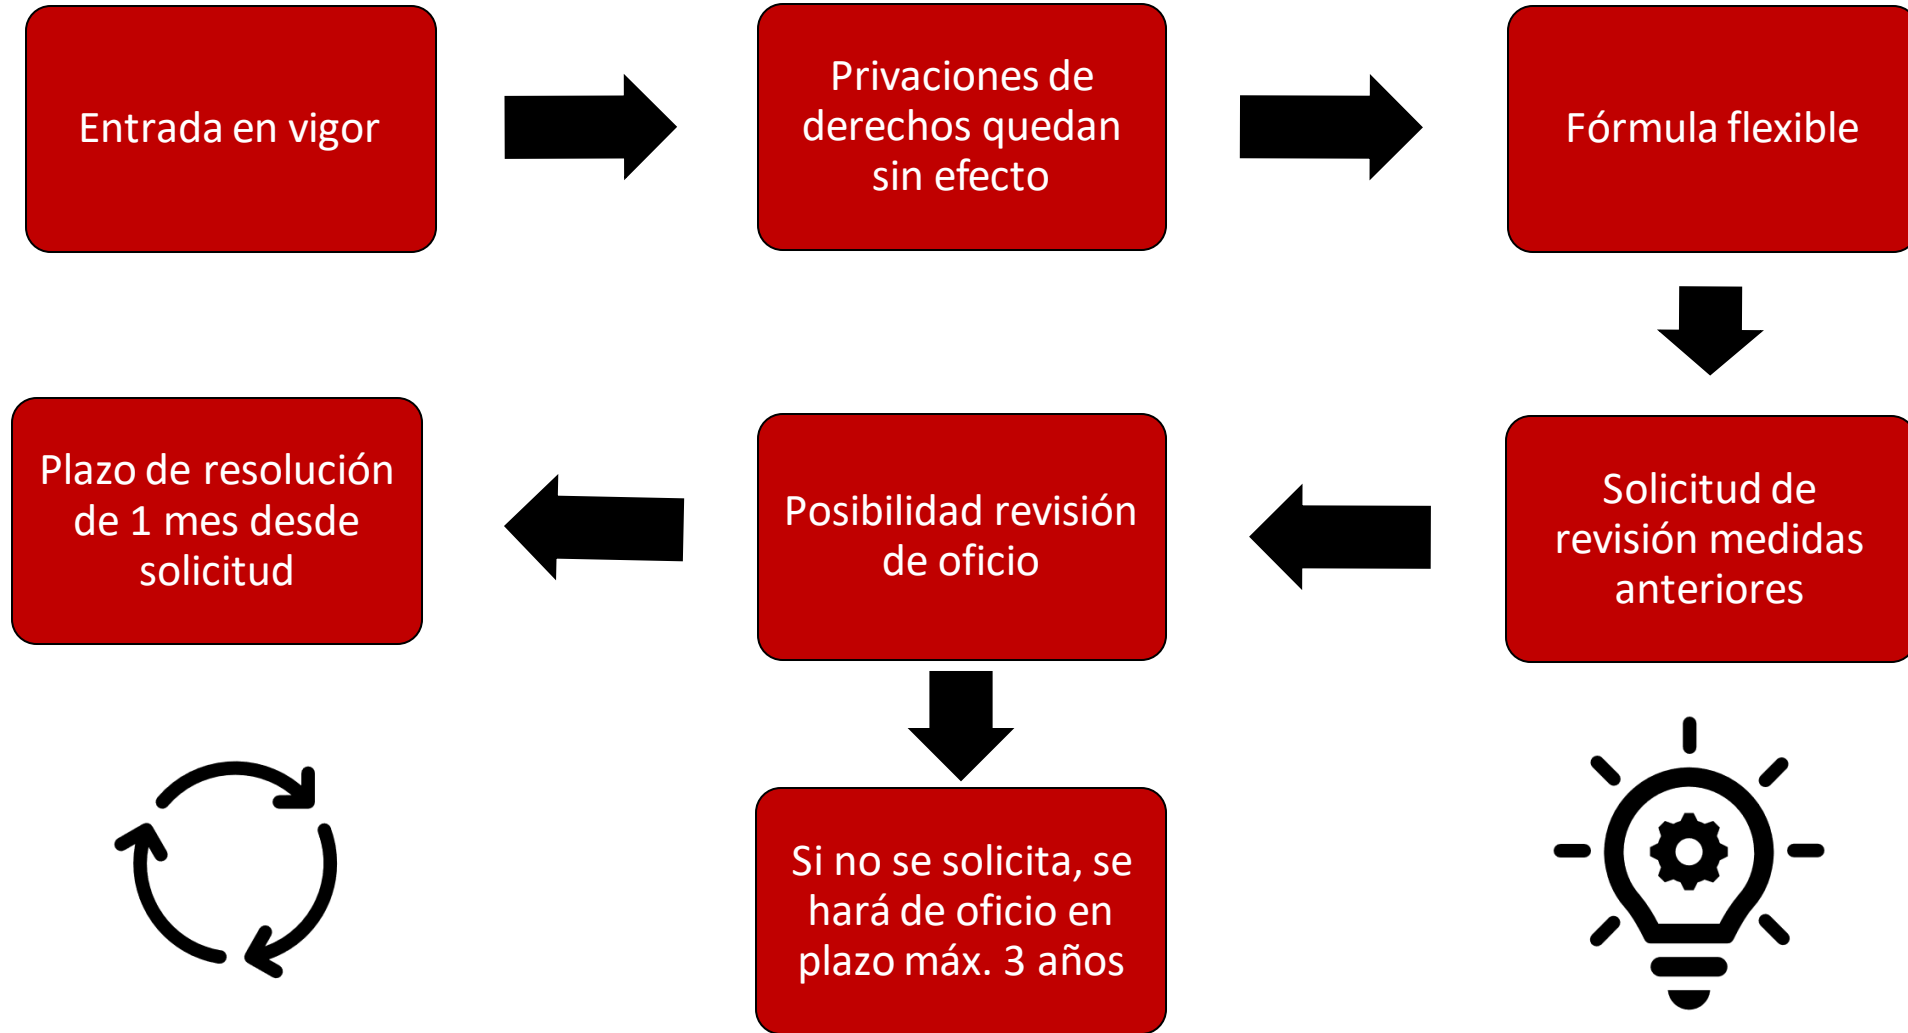 Entrada en vigor
Privaciones de
derechos quedan
sin efecto
Fórmula flexible
Solicitud de
revisión medidas
anteriores
Posibilidad revisión
de oficio
Plazo de resolución
de 1 mes desde
solicitud
Si no se solicita, se
hará de oficio en
plazo máx. 3 años